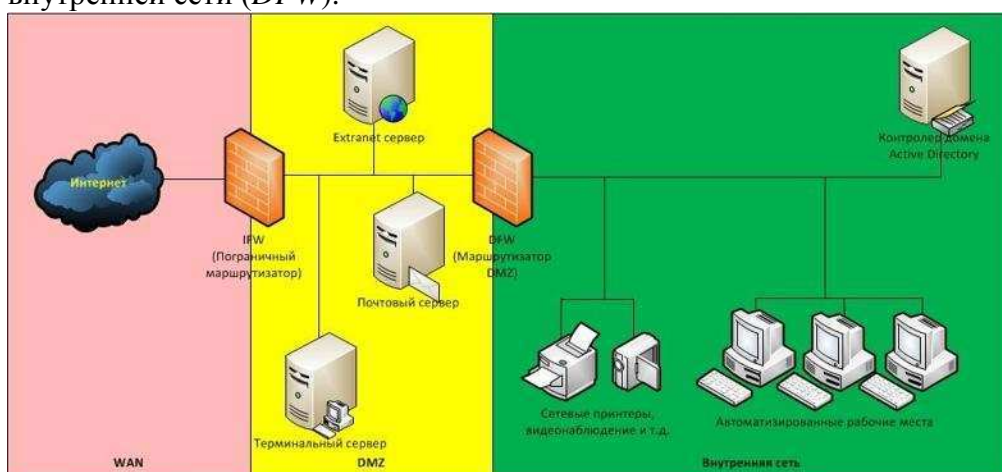 внутренней сети (DFW).
Extranet сервер
Контролер домена
Active Directory
Интернет
IFW
(Пограничный
маршрутизатор)
DFW
(Маршрутизатор
DMZ)
Почтовый сервер
Сетевые принтеры,
видеонаблюдение и т.д.
Автоматизированные рабочие места
Терминальный сервер
WAN
DMZ
Внутренняя сеть